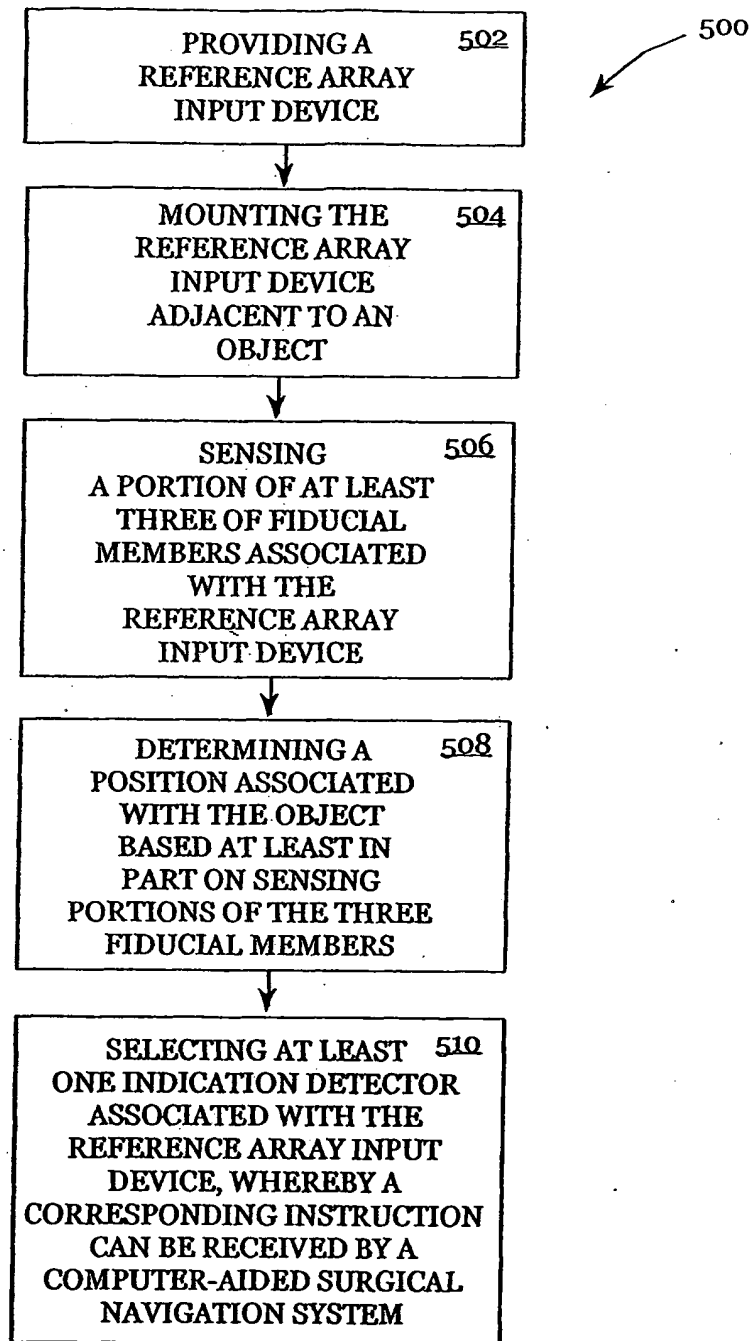 500
PROVIDING A 502
REFERENCE ARRAY
INPUT DEVICE
MOUNTING THE 504
REFERENCE ARRAY
INPUT DEVICE
ADJACENT TO AN
OBJECT
SENSING 506
A PORTION OF AT LEAST
THREE OF FIDUCIAL
MEMBERS ASSOCIATED
WITH THE
REFERENCE ARRAY
INPUT DEVICE
DETERMINING A 508
POSITION ASSOCIATED
WITH THE OBJECT
BASED AT LEAST IN
PART ON SENSING
PORTIONS OF THE THREE
FIDUCIAL MEMBERS
SELECTING AT LEAST 510
ONE INDICATION DETECTOR
ASSOCIATED WITH THE
REFERENCE ARRAY INPUT
DEVICE, WHEREBY A
CORRESPONDING INSTRUCTION
CAN BE RECEIVED BY A
COMPUTER-AIDED SURGICAL
NAVIGATION SYSTEM